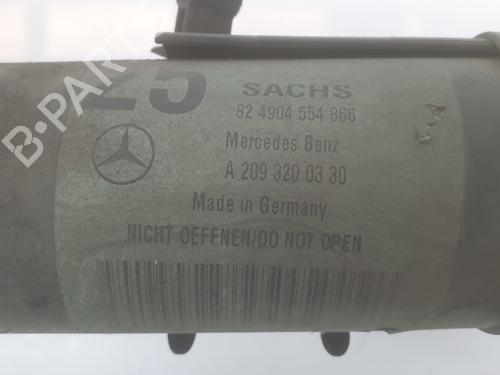 25
SACHS
82 4904 554 866
Mercedes Benz
A 209 320 03 30
Made in Germany
NICHT OEFFNEN/DO NOT OPEN